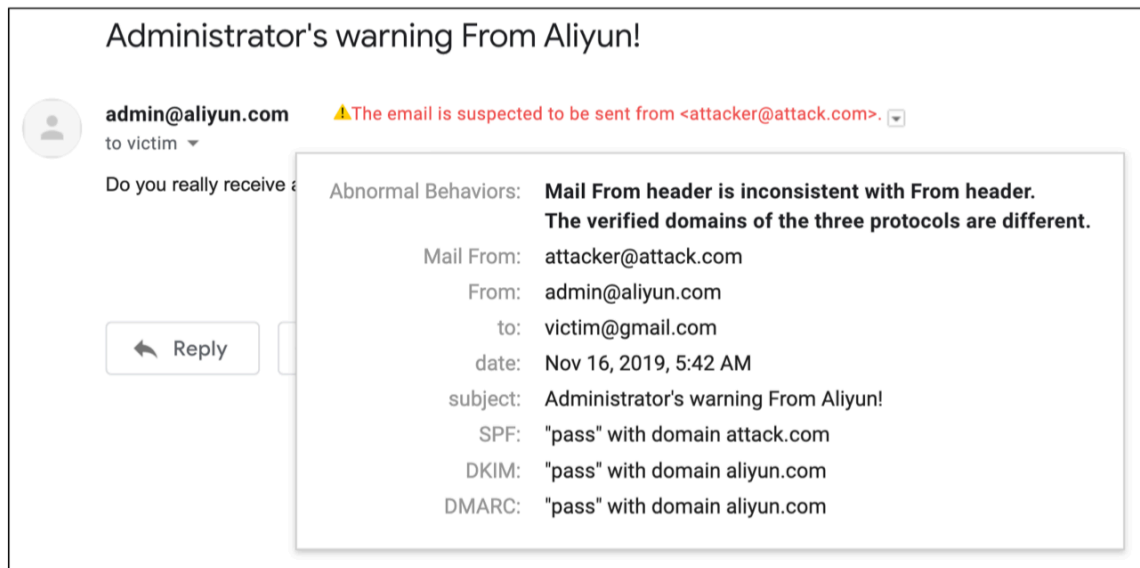 Administrator's warning From Aliyun!
admin@aliyun.com The email is suspected to be sent from <attacker@attack.com>.
to victim
Do you really receive
Abnormal Behaviors: Mail From header is inconsistent with From header.
The verified domains of the three protocols are different.
Mail From: attacker@attack.com
From: admin@aliyun.com
to: victim@gmail.com
date: Nov 16, 2019, 5:42 AM
subject: Administrator's warning From Aliyun!
SPF: "pass" with domain attack.com
DKIM: "pass" with domain aliyun.com
DMARC: "pass" with domain aliyun.com
Reply